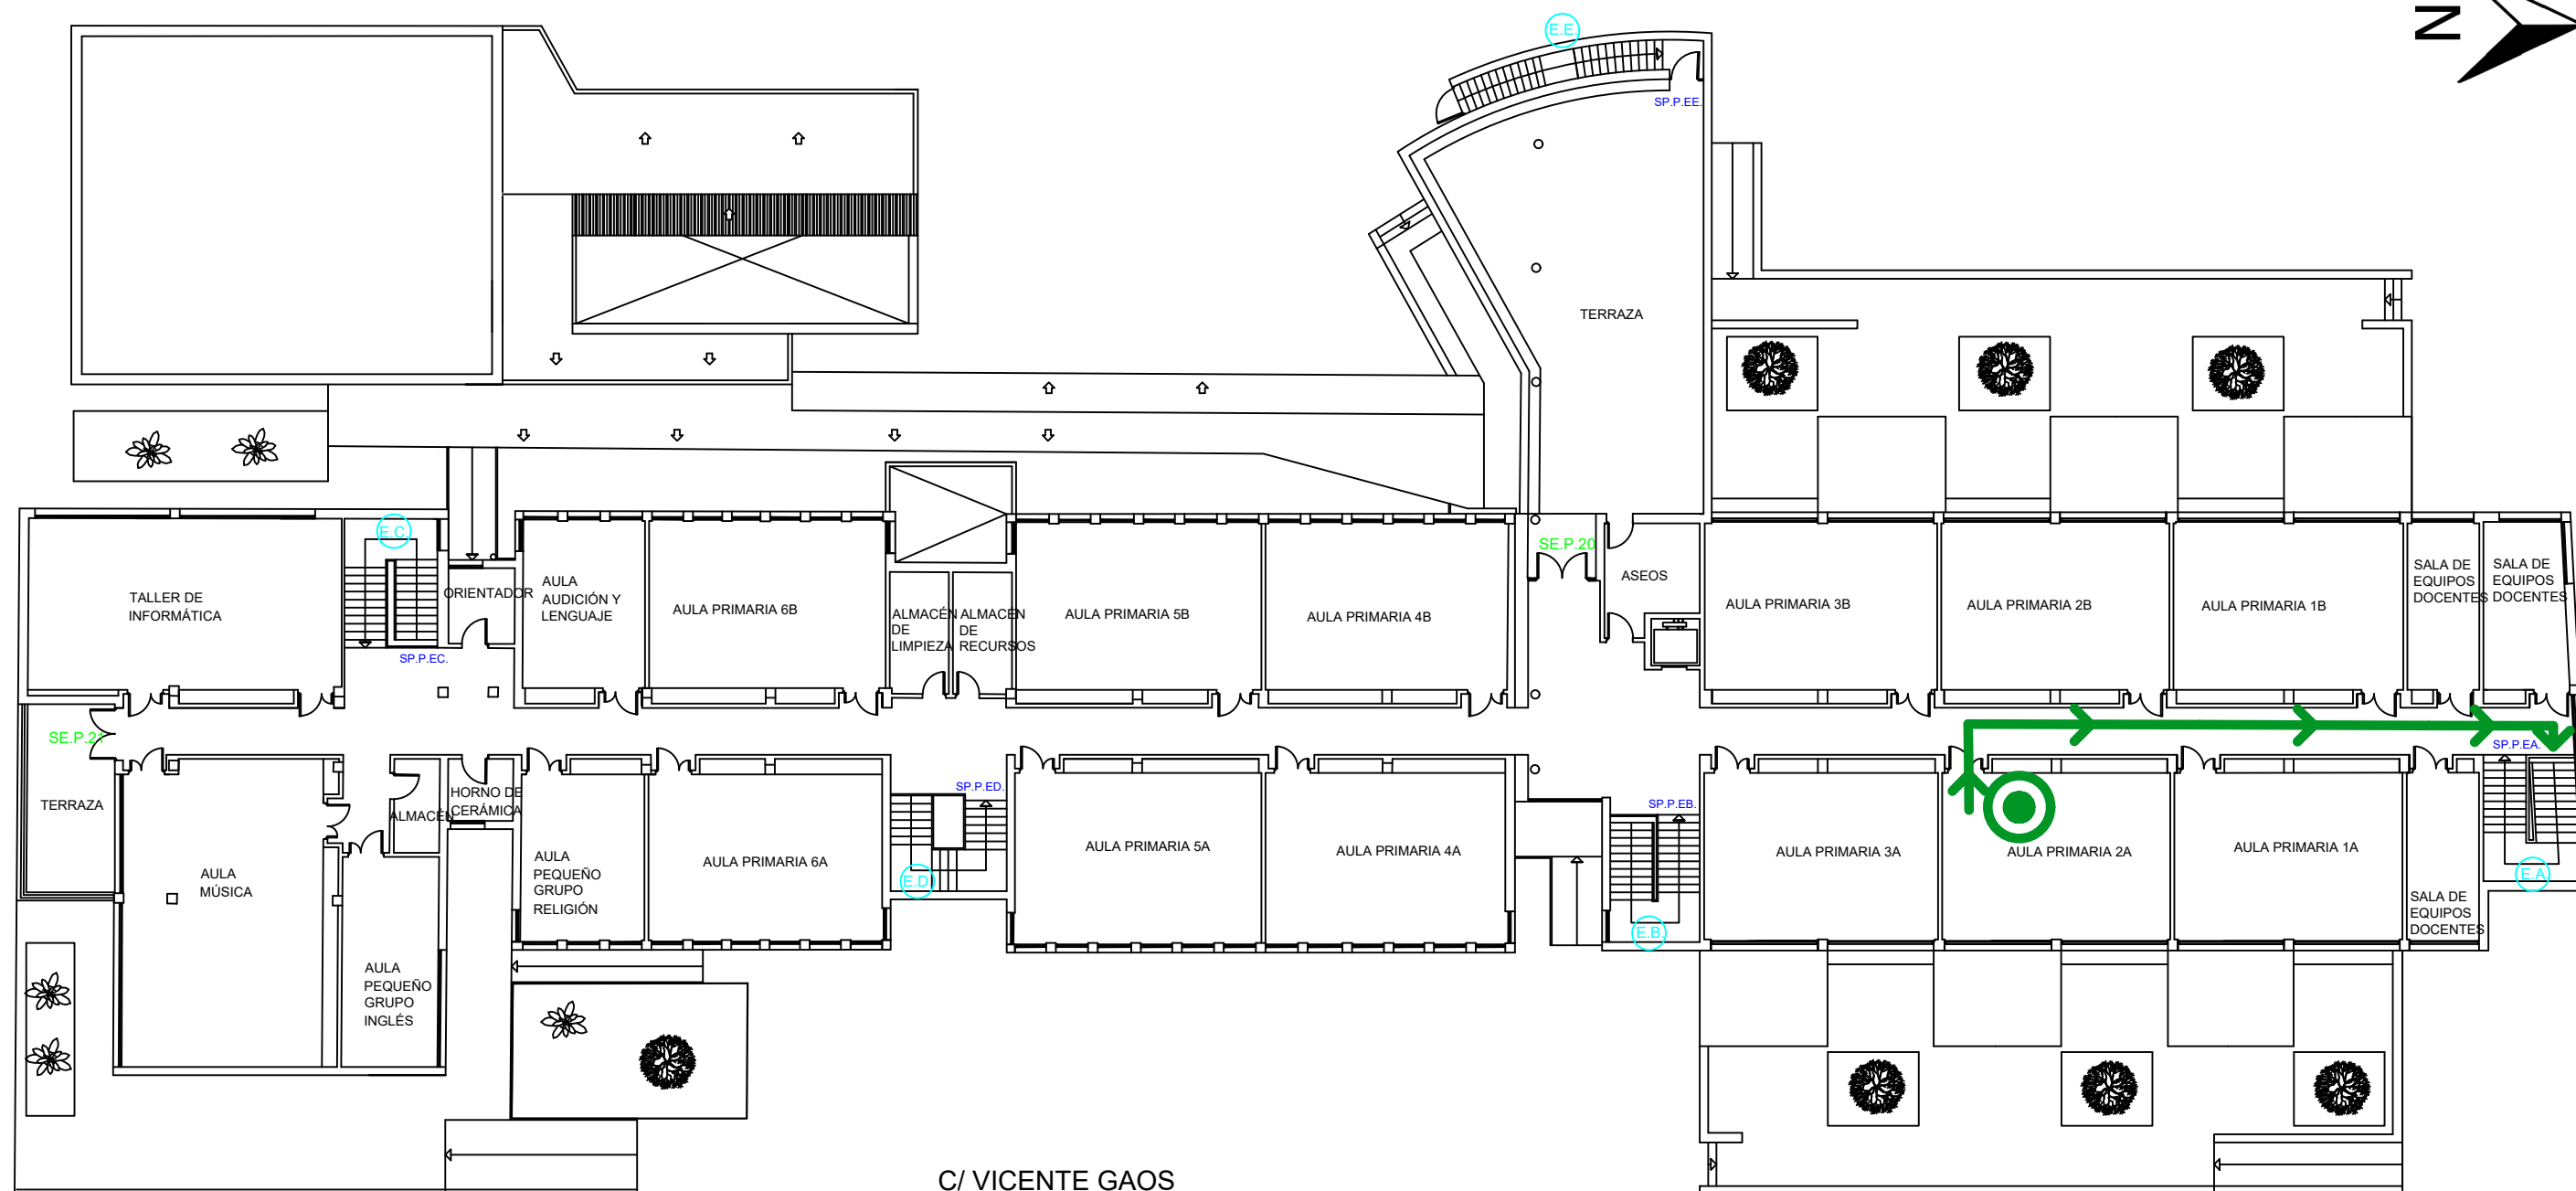 E.E.
N
SP.P.EE.
TERRAZA
E.C.
SE.P.20
TALLER DE
INFORMÁTICA
ORIENTADOR
AULA
AUDICIÓN Y
LENGUAJE
AULA PRIMARIA 6B
ALMACÉN
DE
LIMPIEZA
ALMACÉN
DE
RECURSOS
AULA PRIMARIA 5B
AULA PRIMARIA 4B
ASEOS
AULA PRIMARIA 3B
AULA PRIMARIA 2B
AULA PRIMARIA 1B
SALA DE
EQUIPOS
DOCENTES
SALA DE
EQUIPOS
DOCENTES
SP.P.EC.
SE.P.21
SP.P.EA.
TERRAZA
ALMACÉN
HORNO DE
CERÁMICA
SP.P.ED.
SP.P.EB.
AULA
MÚSICA
AULA
PEQUEÑO
GRUPO
RELIGIÓN
AULA PRIMARIA 6A
E.D.
AULA PRIMARIA 5A
AULA PRIMARIA 4A
E.B.
AULA PRIMARIA 3A
AULA PRIMARIA 2A
AULA PRIMARIA 1A
SALA DE
EQUIPOS
DOCENTES
E.A.
AULA
PEQUEÑO
GRUPO
INGLÉS
C/ VICENTE GAOS